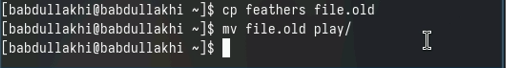 [babdullakhi@babdullakhi ~]$ cp feathers file.old
[babdullakhi@babdullakhi ~]$ mv file.old play/
[babdullakhi@babdullakhi ~]$